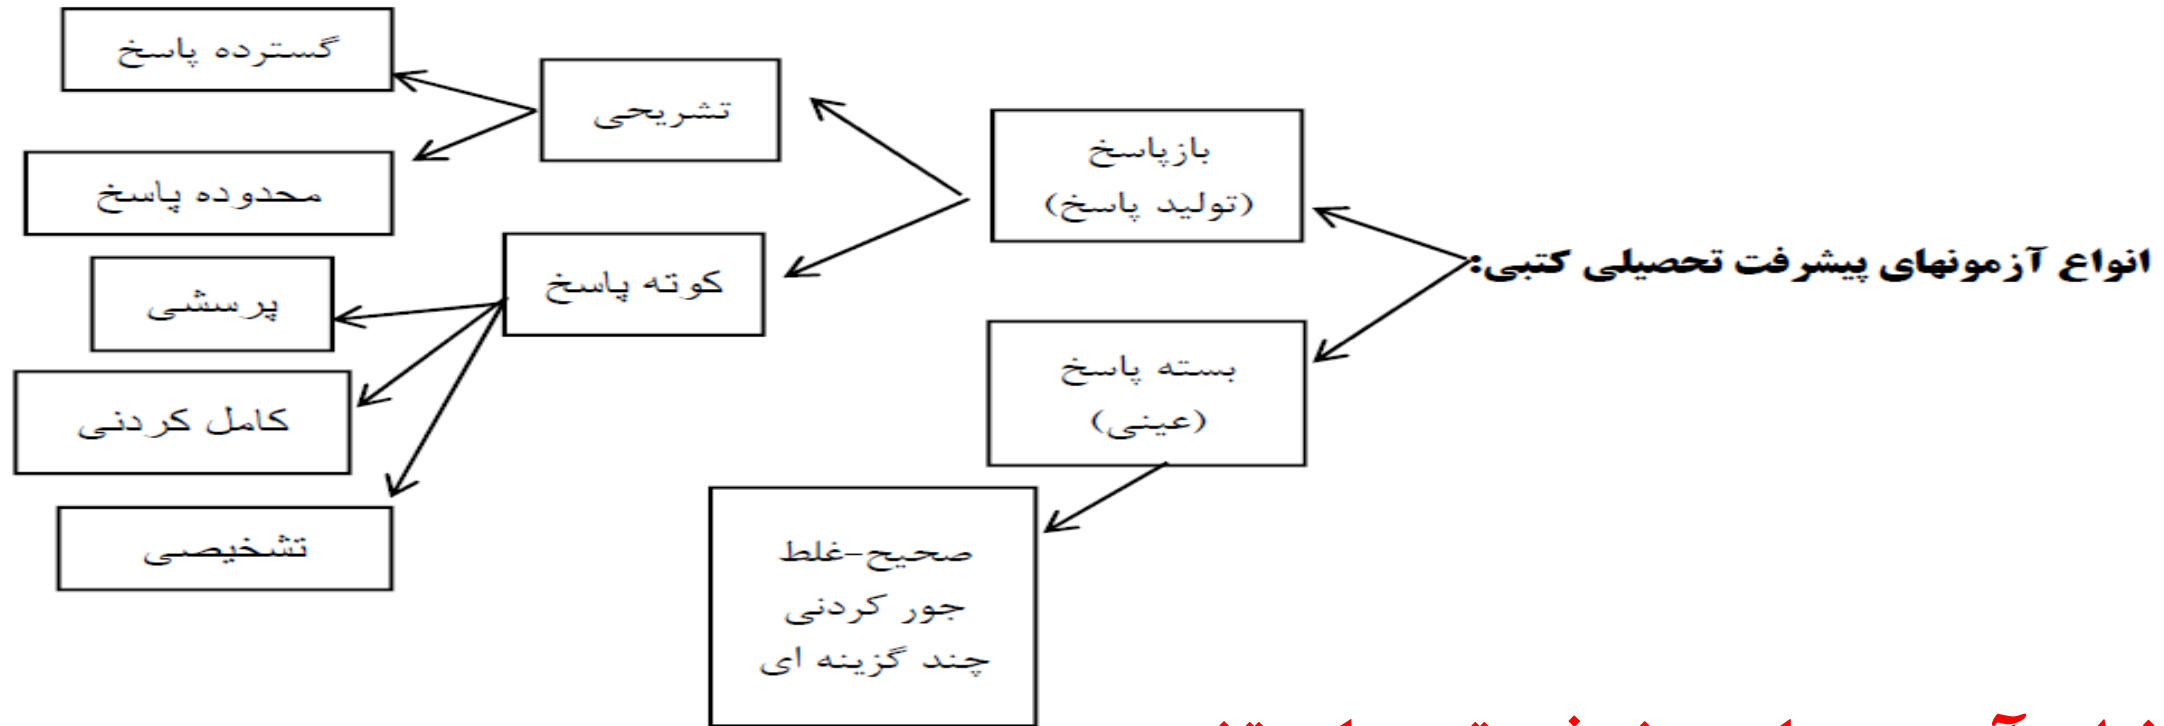 انواع آزمونهای پیشرفت تحصیلی کتبی:
بازپاسخ
(تولید پاسخ)
تشریحی
گسترده پاسخ
محدوده پاسخ
کوته پاسخ
پرسشی
کامل کردنی
تشخیصی
بسته پاسخ
(عینی)
صحیح-غلط
جور کردنی
چند گزینه ای